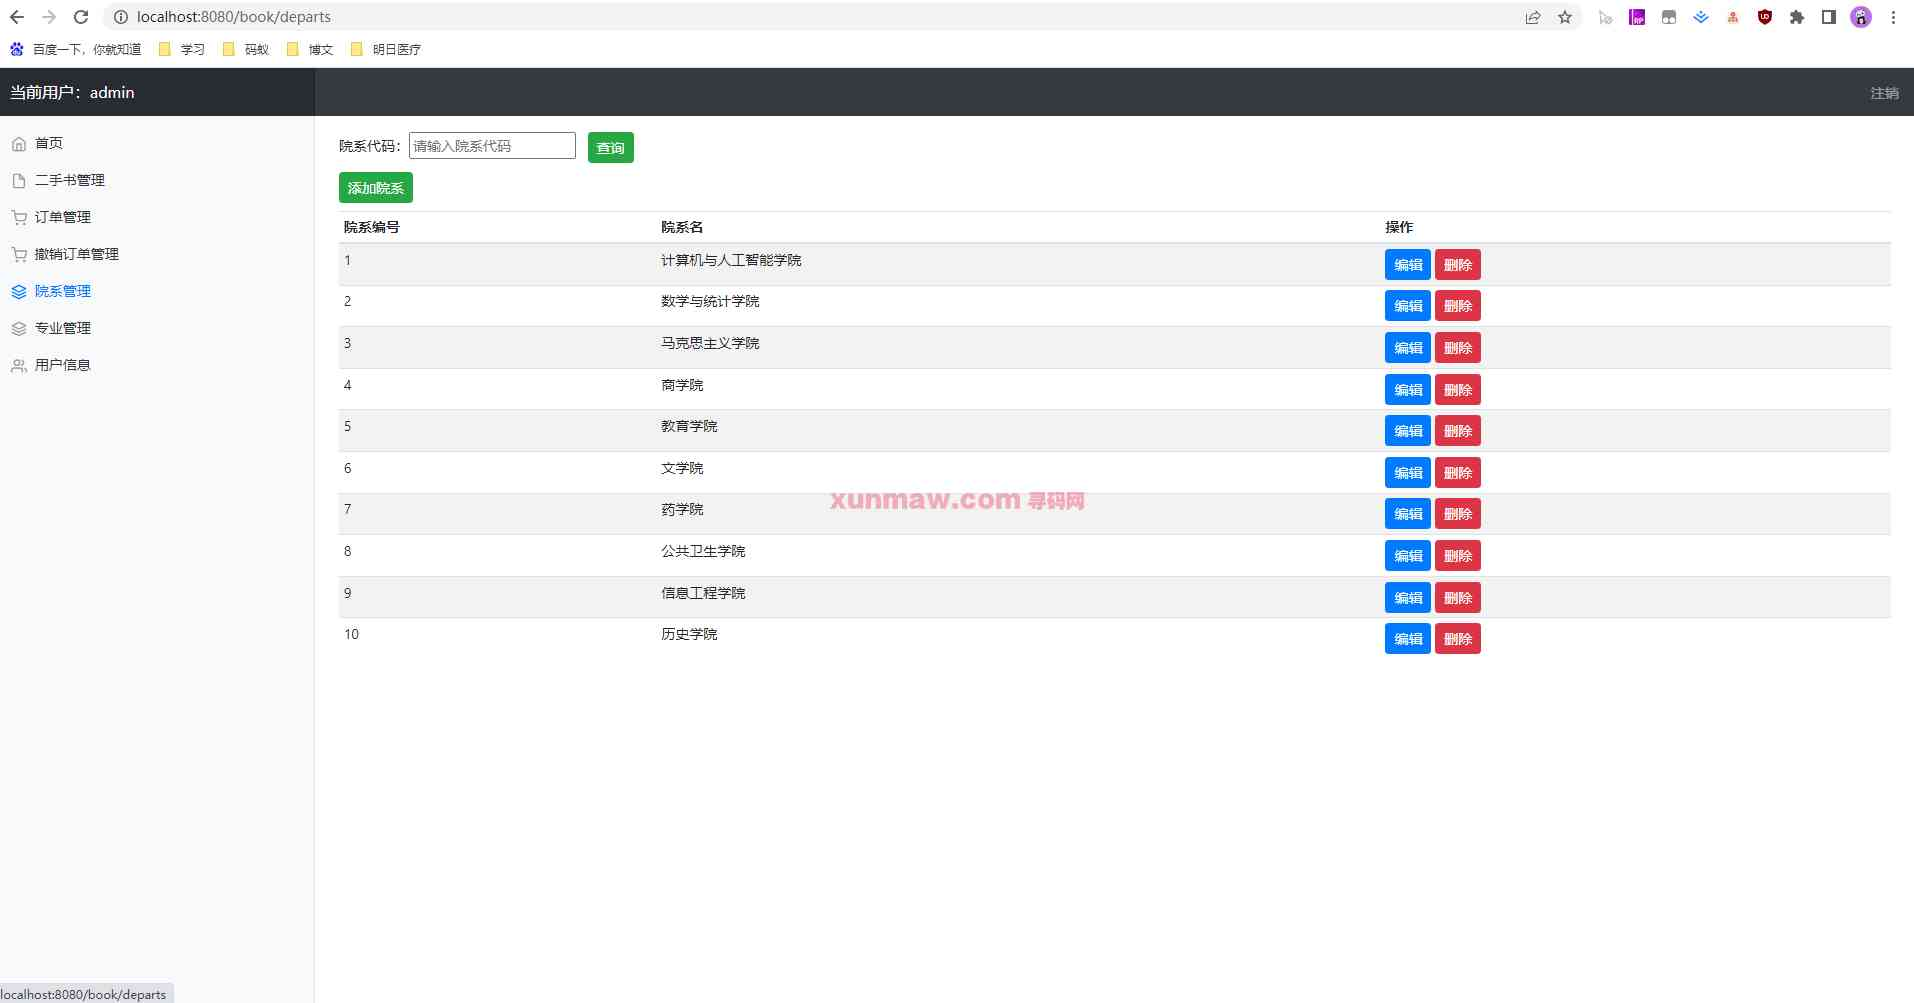 localhost:8080/book/departs
百度一下，你就知道 学习 码蚁 博文 明日医疗
当前用户：admin 注销
首页
二手书管理
订单管理
撤销订单管理
院系管理
专业管理
用户信息
院系代码： 请输入院系代码 查询
添加院系
院系编号 院系名 操作
1 计算机与人工智能学院 编辑 删除
2 数学与统计学院 编辑 删除
3 马克思主义学院 编辑 删除
4 商学院 编辑 删除
5 教育学院 编辑 删除
6 文学院 编辑 删除
xunmaw.com 寻码网
7 药学院 编辑 删除
8 公共卫生学院 编辑 删除
9 信息工程学院 编辑 删除
10 历史学院 编辑 删除
localhost:8080/book/departs